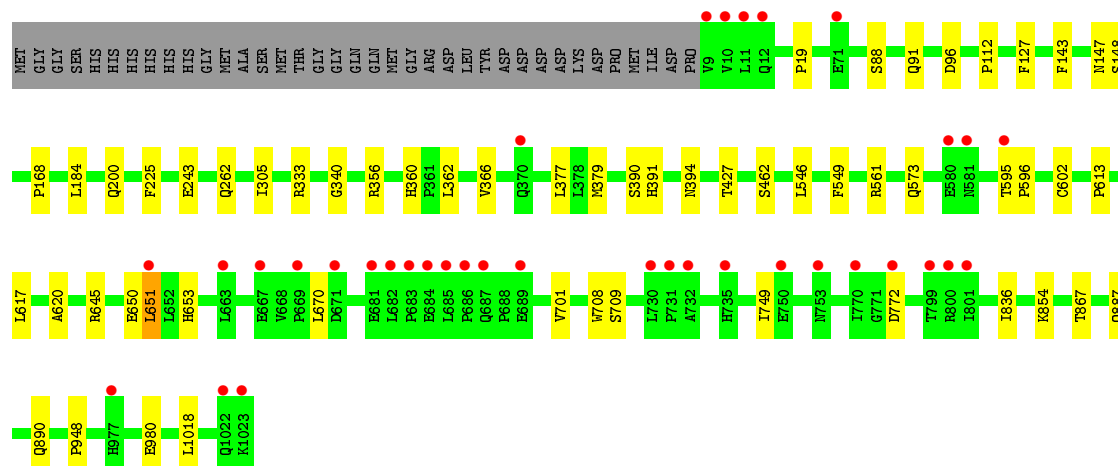 MET GLY GLY SER HIS HIS HIS HIS HIS HIS GLY MET ALA SER MET THR GLY GLY GLN GLN MET GLY ARG ASP LEU TYR ASP ASP ASP ASP LYS ASP PRO MET ILE ASP PRO V9 V10 L11 Q12 P19 E71 S88 Q91 D96 P112 F127 F143 N147 S148
P168 L184 Q200 F225 E243 Q262 I305 R333 G340 R356 H360 P361 L362 V366 Q370 L377 L378 M379 S390 H391 N394 T427 S462 L546 F549 R561 Q573 E580 N581 T595 P596 C602 P613
L617 A620 R645 E650 L651 L652 H653 L663 E667 V668 P669 L670 D671 E681 L682 P683 E684 L685 P686 Q687 P688 E689 V701 W708 S709 L730 P731 A732 H735 I749 E750 N753 I770 G771 D772 T799 R800 I801 I836 K854 T867
Q890 P948 H977 E980 L1018 Q1022 K1023